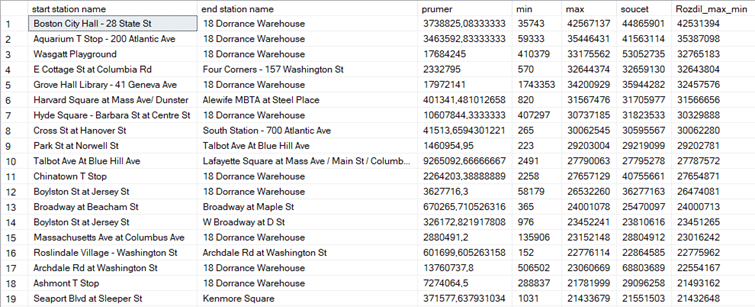 start station name end station name prumer min max soucet Rozdil_max_min
1 Boston City Hall - 28 State St 18 Dorrance Warehouse 3738825,08333333 35743 42567137 44865901 42531394
2 Aquarium T Stop - 200 Atlantic Ave 18 Dorrance Warehouse 3463592,83333333 59333 35446431 41563114 35387098
3 Wasgatt Playground 18 Dorrance Warehouse 17684245 410379 33175562 53052735 32765183
4 E Cottage St at Columbia Rd Four Corners - 157 Washington St 2332795 570 32644374 32659130 32643804
5 Grove Hall Library - 41 Geneva Ave 18 Dorrance Warehouse 17972141 1743353 34200929 35944282 32457576
6 Harvard Square at Mass Ave/ Dunster Alewife MBTA at Steel Place 401341,481012658 820 31567476 31705977 31566656
7 Hyde Square - Barbara St at Centre St 18 Dorrance Warehouse 10607844,3333333 407297 30737185 31823533 30329888
8 Cross St at Hanover St South Station - 700 Atlantic Ave 41513,6594301221 265 30062545 30595567 30062280
9 Park St at Norwell St Talbot Ave At Blue Hill Ave 1460954,95 223 29203004 29219099 29202781
10 Talbot Ave At Blue Hill Ave Lafayette Square at Mass Ave / Main St / Columb... 9265092,66666667 2491 27790063 27795278 27787572
11 Chinatown T Stop 18 Dorrance Warehouse 2264203,38888889 2258 27657129 40755661 27654871
12 Boylston St at Jersey St 18 Dorrance Warehouse 3627716,3 58179 26532260 36277163 26474081
13 Broadway at Beacham St Broadway at Maple St 670265,710526316 365 24001078 25470097 24000713
14 Boylston St at Jersey St W Broadway at D St 326172,821917808 976 23452241 23810616 23451265
15 Massachusetts Ave at Columbus Ave 18 Dorrance Warehouse 2880491,2 135906 23152148 28804912 23016242
16 Roslindale Village - Washington St Archdale Rd at Washington St 601699,605263158 152 22776114 22864585 22775962
17 Archdale Rd at Washington St 18 Dorrance Warehouse 13760737,8 506502 23060669 68803689 22554167
18 Ashmont T Stop 18 Dorrance Warehouse 7274064,5 288837 21783695 29096258 21494858
19 Seaport Blvd at Sleeper St Kenmore Square 371577,637931034 1031 21433679 21551503 21432648